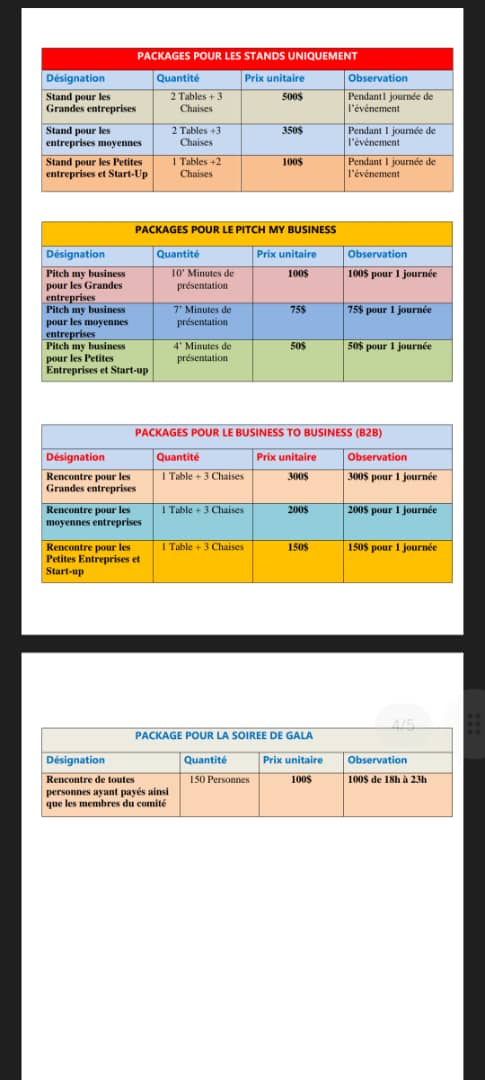 PACKAGES POUR LES STANDS UNIQUEMENT
Désignation Quantité Prix unitaire Observation
Stand pour les 2 Tables + 3 500$ Pendant1 journée de
Grandes entreprises Chaises l'événement
Stand pour les 2 Tables +3 350$ Pendant 1 journée de
entreprises moyennes Chaises l'événement
Stand pour les Petites 1 Tables +2 100$ Pendant 1 journée de
entreprises et Start-Up Chaises l'événement
PACKAGES POUR LE PITCH MY BUSINESS
Désignation Quantité Prix unitaire Observation
Pitch my business 10' Minutes de 100$ 100$ pour 1 journée
pour les Grandes présentation
entreprises
Pitch my business 7' Minutes de 75$ 75$ pour 1 journée
pour les moyennes présentation
entreprises
Pitch my business 4' Minutes de 50$ 50$ pour 1 journée
pour les Petites présentation
Entreprises et Start-up
PACKAGES POUR LE BUSINESS TO BUSINESS (B2B)
Désignation Quantité Prix unitaire Observation
Rencontre pour les 1 Table + 3 Chaises 300$ 300$ pour 1 journée
Grandes entreprises
Rencontre pour les 1 Table + 3 Chaises 200$ 200$ pour 1 journée
moyennes entreprises
Rencontre pour les 1 Table + 3 Chaises 150$ 150$ pour 1 journée
Petites Entreprises et
Start-up
4/5
PACKAGE POUR LA SOIREE DE GALA
Désignation Quantité Prix unitaire Observation
Rencontre de toutes 150 Personnes 100$ 100$ de 18h à 23h
personnes ayant payés ainsi
que les membres du comité